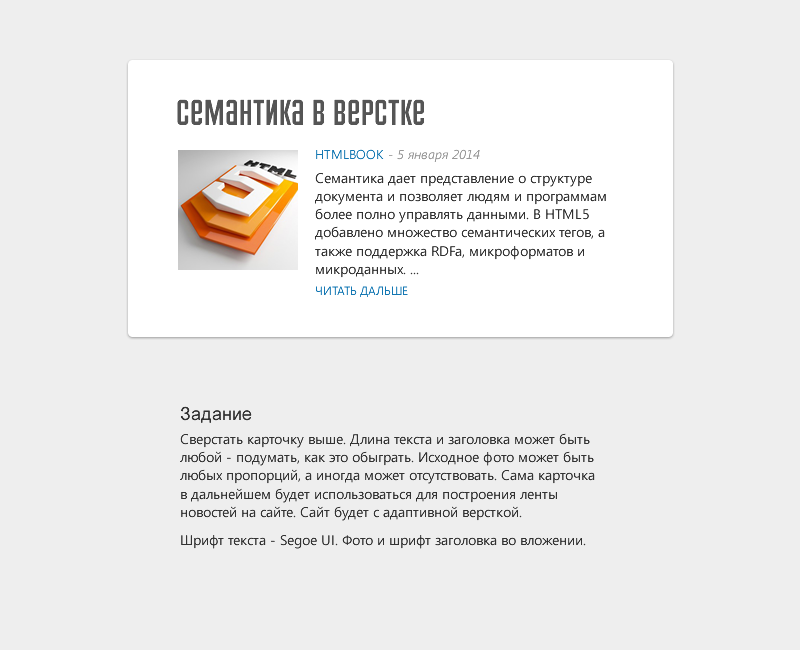 семантика в верстке
HTML
HTMLBOOK - 5 января 2014
Семантика дает представление о структуре
документа и позволяет людям и программам
более полно управлять данными. В HTML5
добавлено множество семантических тегов, а
также поддержка RDFa, микроформатов и
микроданных. ...
ЧИТАТЬ ДАЛЬШЕ
Задание
Сверстать карточку выше. Длина текста и заголовка может быть
любой - подумать, как это обыграть. Исходное фото может быть
любых пропорций, а иногда может отсутствовать. Сама карточка
в дальнейшем будет использоваться для построения ленты
новостей на сайте. Сайт будет с адаптивной версткой.
Шрифт текста - Segoe UI. Фото и шрифт заголовка во вложении.